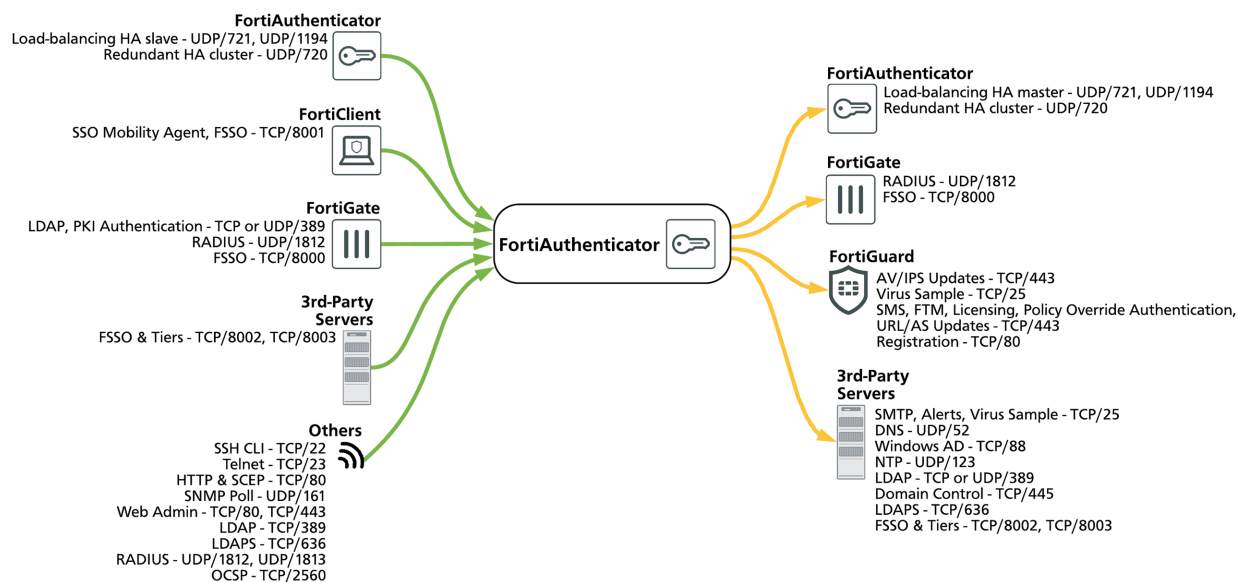 FortiAuthenticator
Load-balancing HA slave - UDP/721, UDP/1194
Redundant HA cluster - UDP/720
FortiClient
SSO Mobility Agent, FSSO - TCP/8001
FortiGate
LDAP, PKI Authentication - TCP or UDP/389
RADIUS - UDP/1812
FSSO - TCP/8000
3rd-Party
Servers
FSSO & Tiers - TCP/8002, TCP/8003
Others
SSH CLI - TCP/22
Telnet - TCP/23
HTTP & SCEP - TCP/80
SNMP Poll - UDP/161
Web Admin - TCP/80, TCP/443
LDAP - TCP/389
LDAPS - TCP/636
RADIUS - UDP/1812, UDP/1813
OCSP - TCP/2560
FortiAuthenticator
FortiAuthenticator
Load-balancing HA master - UDP/721, UDP/1194
Redundant HA cluster - UDP/720
FortiGate
RADIUS - UDP/1812
FSSO - TCP/8000
FortiGuard
AV/IPS Updates - TCP/443
Virus Sample - TCP/25
SMS, FTM, Licensing, Policy Override Authentication,
URL/AS Updates - TCP/443
Registration - TCP/80
3rd-Party
Servers
SMTP, Alerts, Virus Sample - TCP/25
DNS - UDP/52
Windows AD - TCP/88
NTP - UDP/123
LDAP - TCP or UDP/389
Domain Control - TCP/445
LDAPS - TCP/636
FSSO & Tiers - TCP/8002, TCP/8003